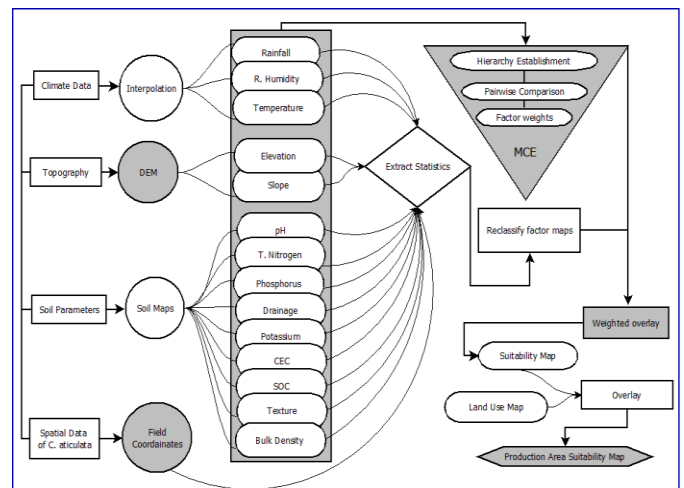 Climate Data
Interpolation
Rainfall
R. Humidity
Temperature
Topography
DEM
Elevation
Slope
Soil Parameters
Soil Maps
pH
T. Nitrogen
Phosphorus
Drainage
Potassium
CEC
SOC
Texture
Bulk Density
Spatial Data
of C. aticulata
Field
Coordainates
Extract Statistics
Hierarchy Establishment
Pairwise Comparison
Factor weights
MCE
Reclassify factor maps
Weighted overlay
Suitability Map
Land Use Map
Overlay
Production Area Suitability Map